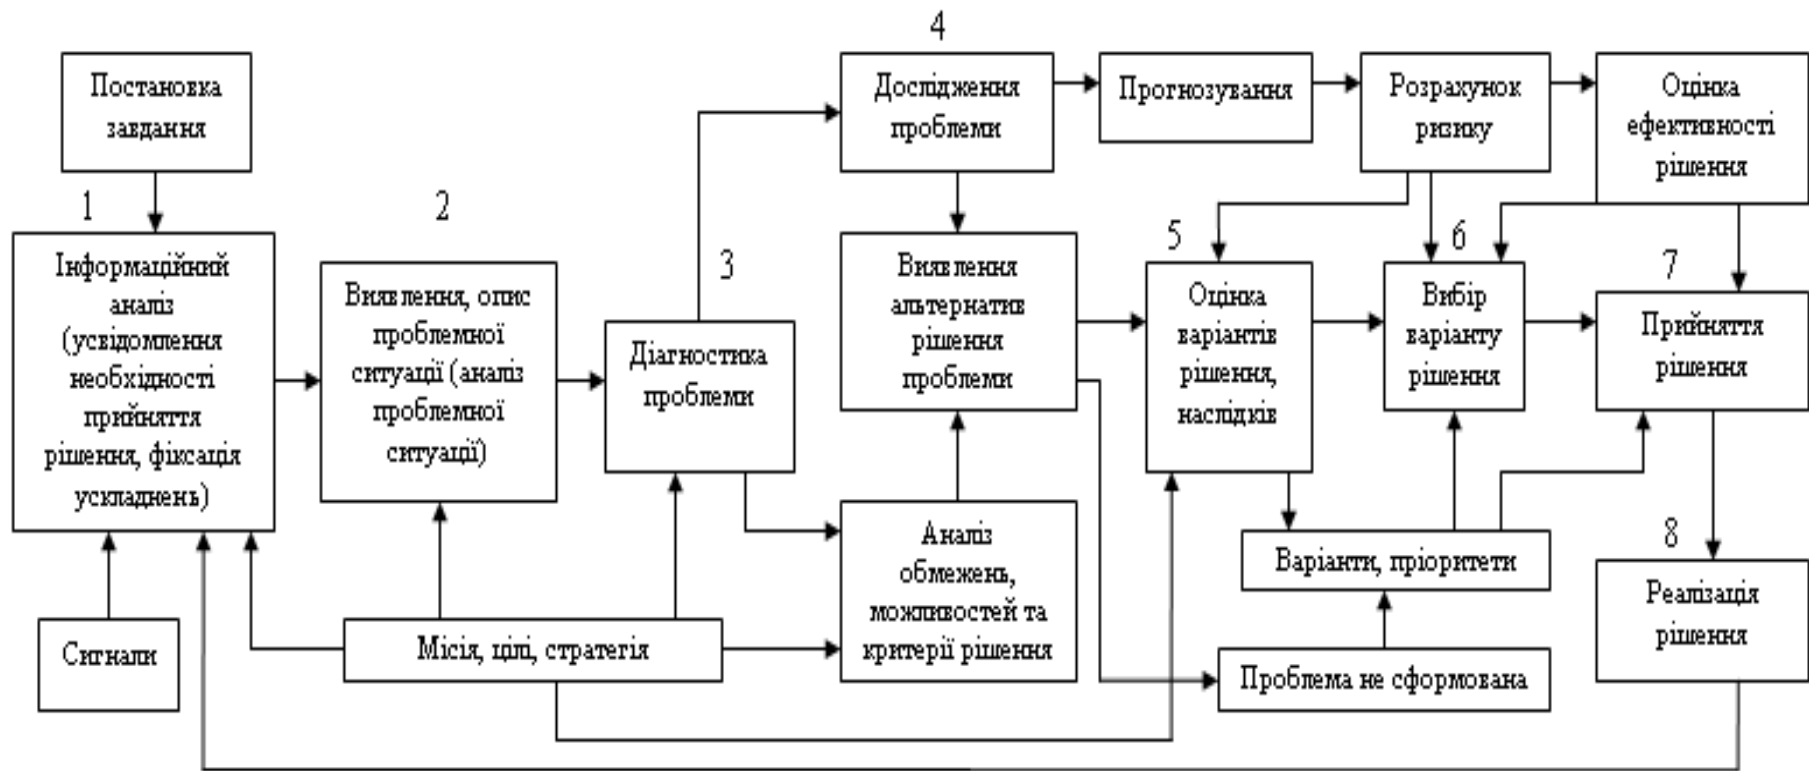 4
Постановка
завдання
Дослідження
проблеми
Прогнозування
Розрахунок
ризику
Оцінка
ефективності
рішення
1
Інформаційний
аналіз
(усвідомлення
необхідності
прийняття
рішення, фіксація
ускладнень)
2
Виявлення, опис
проблемної
ситуації (аналіз
проблемної
ситуації)
3
Діагностика
проблеми
Виявлення
альтернатив
рішення
проблеми
5
Оцінка
варіантів
рішення,
наслідків
6
Вибір
варіанту
рішення
7
Прийняття
рішення
Аналіз
обмежень,
можливостей та
критерії рішення
Варіанти, пріоритети
8
Реалізація
рішення
Сигнали
Місія, цілі, стратегія
Проблема не сформована